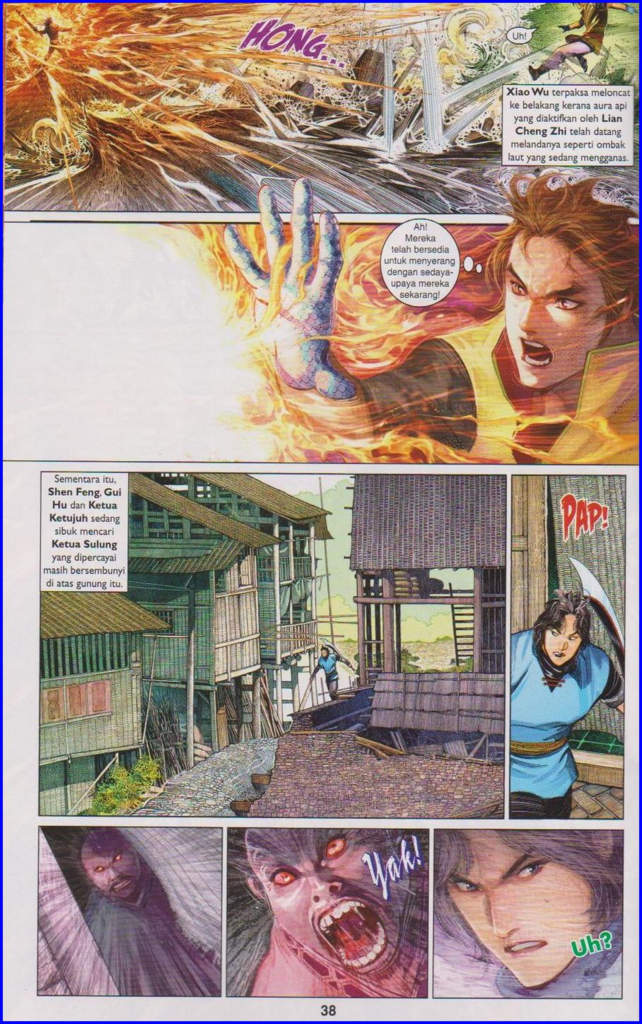 HONG...
Uh!
Xiao Wu terpaksa meloncat
ke belakang kerana aura api
yang diaktifkan oleh Lian
Cheng Zhi telah datang
melandanya seperti ombak
laut yang sedang mengganas.
Ah!
Mereka
telah bersedia
untuk menyerang
dengan sedaya-
upaya mereka
sekarang!
Sementara itu,
Shen Feng, Gui
Hu dan Ketua
Ketujuh sedang
sibuk mencari
Ketua Sulung
yang dipercayai
masih bersembunyi
di atas gunung itu.
PAP!
Yak!
Uh?
38